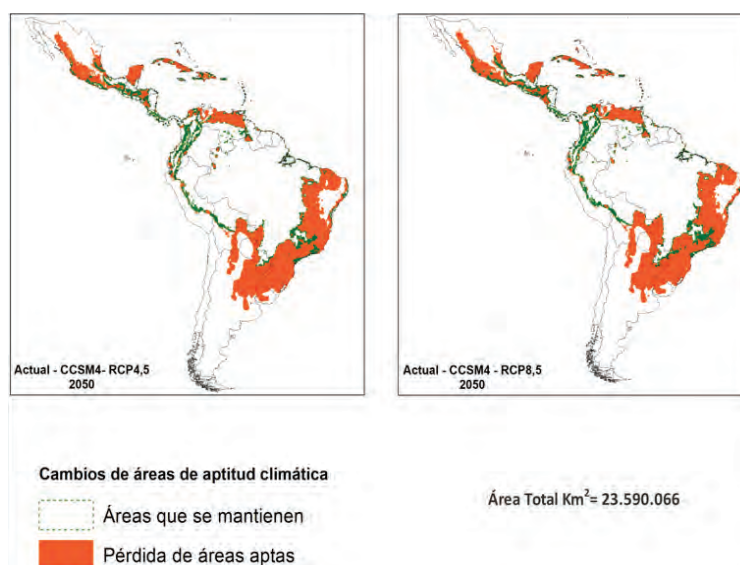 Actual - CCSM4- RCP4,5
2050
Actual - CCSM4 - RCP8,5
2050
Cambios de áreas de aptitud climática
Áreas que se mantienen
Pérdida de áreas aptas
Área Total Km²= 23.590.066